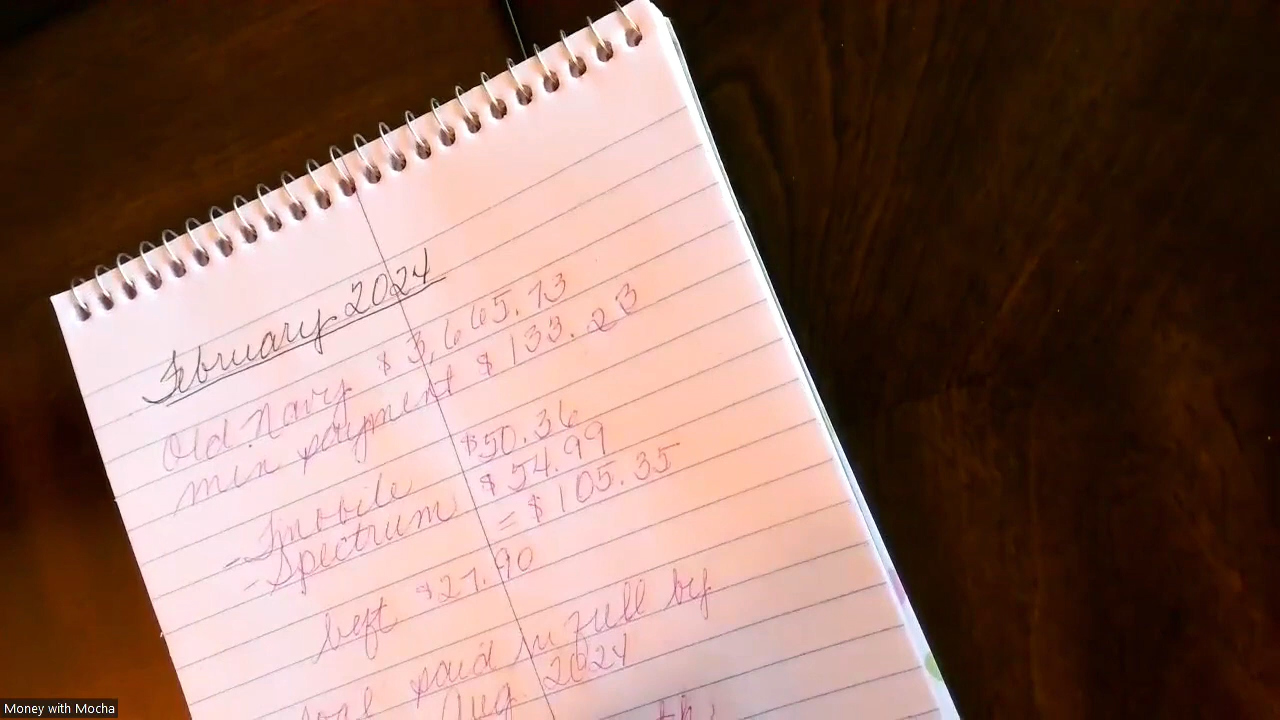 February 2024
Old Navy $ 3,665.73
min payment $ 133.23
- Tmobile $50.36
- Spectrum $54.99
= $105.35
left $27.90
paid in full by
Aug 2024
Money with Mocha